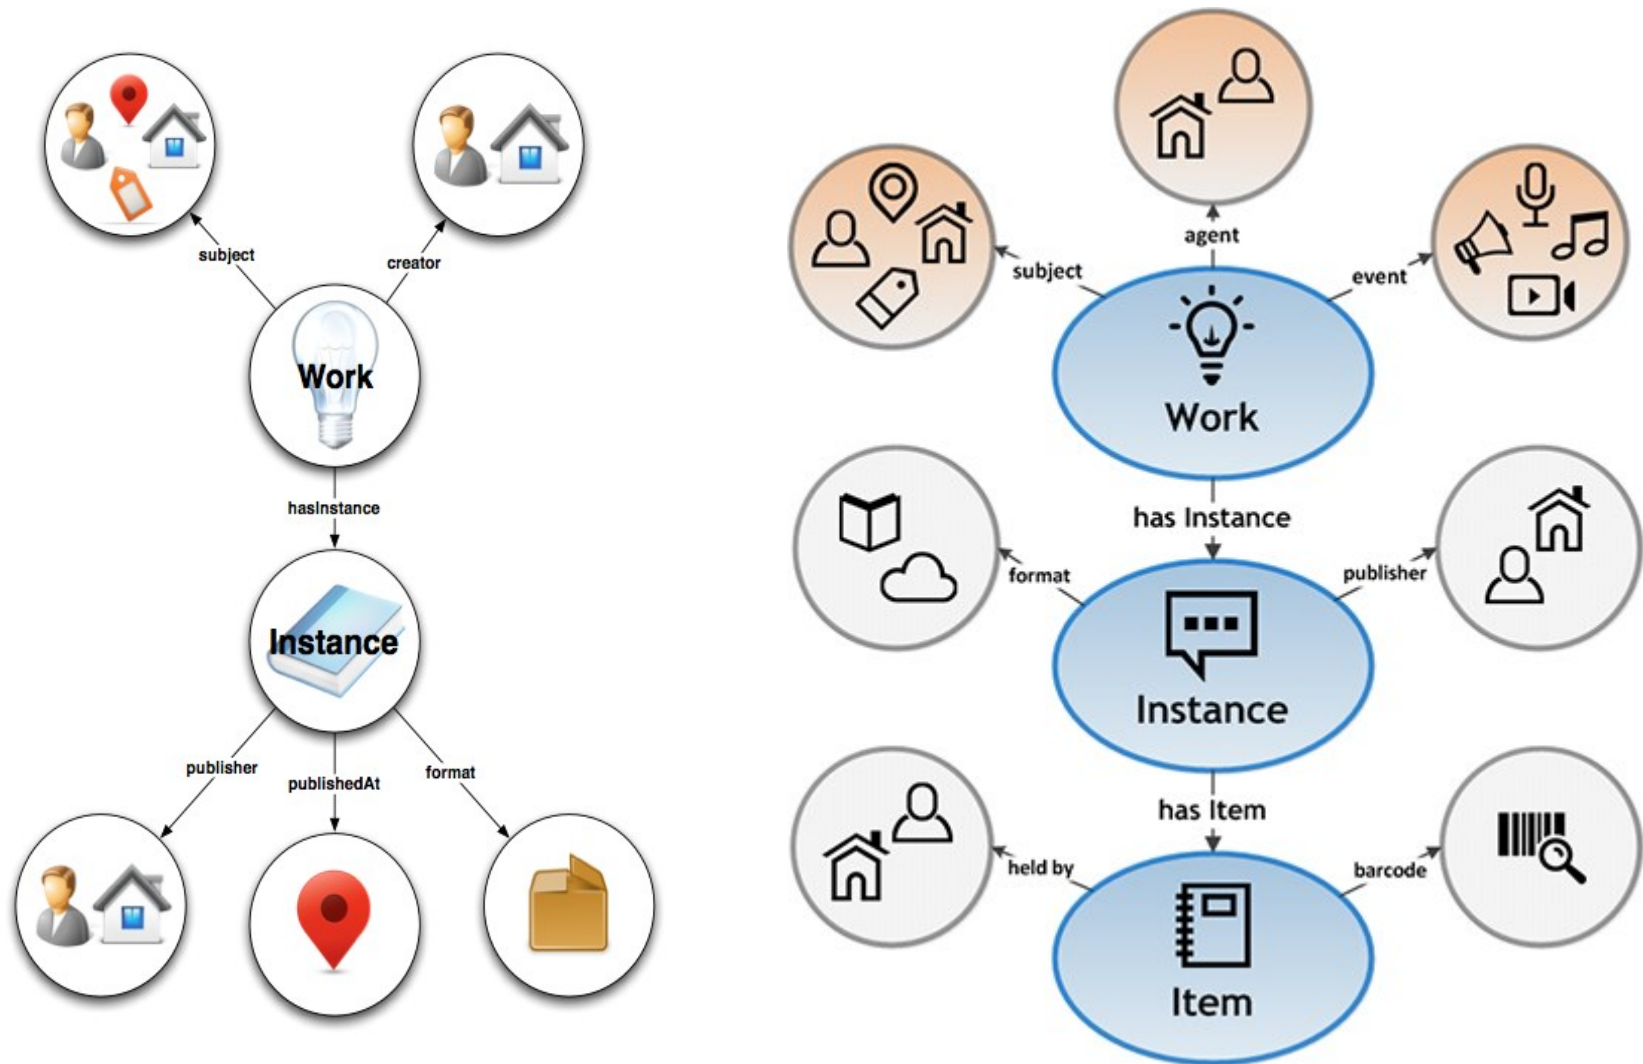 subject
creator
Work
hasInstance
Instance
publisher
publishedAt
format
agent
subject
event
Work
has Instance
format
publisher
Instance
has Item
held by
barcode
Item